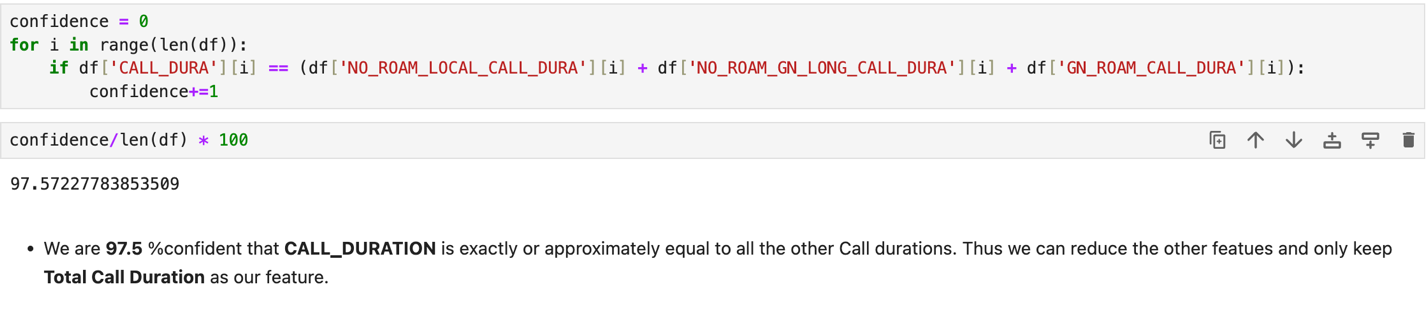 confidence = 0
for i in range(len(df)):
    if df['CALL_DURA'][i] == (df['NO_ROAM_LOCAL_CALL_DURA'][i] + df['NO_ROAM_GN_LONG_CALL_DURA'][i] + df['GN_ROAM_CALL_DURA'][i]):
        confidence+=1
confidence/len(df) * 100
97.57227783853509
• We are 97.5 %confident that CALL_DURATION is exactly or approximately equal to all the other Call durations. Thus we can reduce the other featues and only keep
Total Call Duration as our feature.